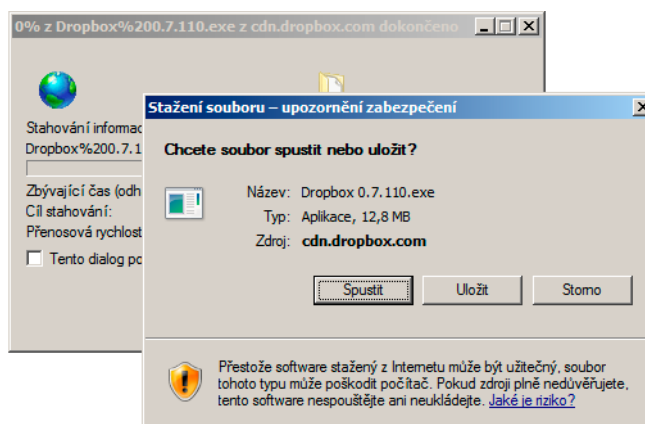 0% z Dropbox%200.7.110.exe z cdn.dropbox.com dokončeno
Stahování informac
Dropbox%200.7.1
Zbývající čas (odh
Cíl stahování:
Přenosová rychlost
Tento dialog po
Stažení souboru – upozornění zabezpečení
Chcete soubor spustit nebo uložit?
Název: Dropbox 0.7.110.exe
Typ: Aplikace, 12,8 MB
Zdroj: cdn.dropbox.com
Spustit Uložit Storno
Přestože software stažený z Internetu může být užitečný, soubor
tohoto typu může poškodit počítač. Pokud zdroji plně nedůvěřujete,
tento software nespouštějte ani neukládejte. Jaké je riziko?